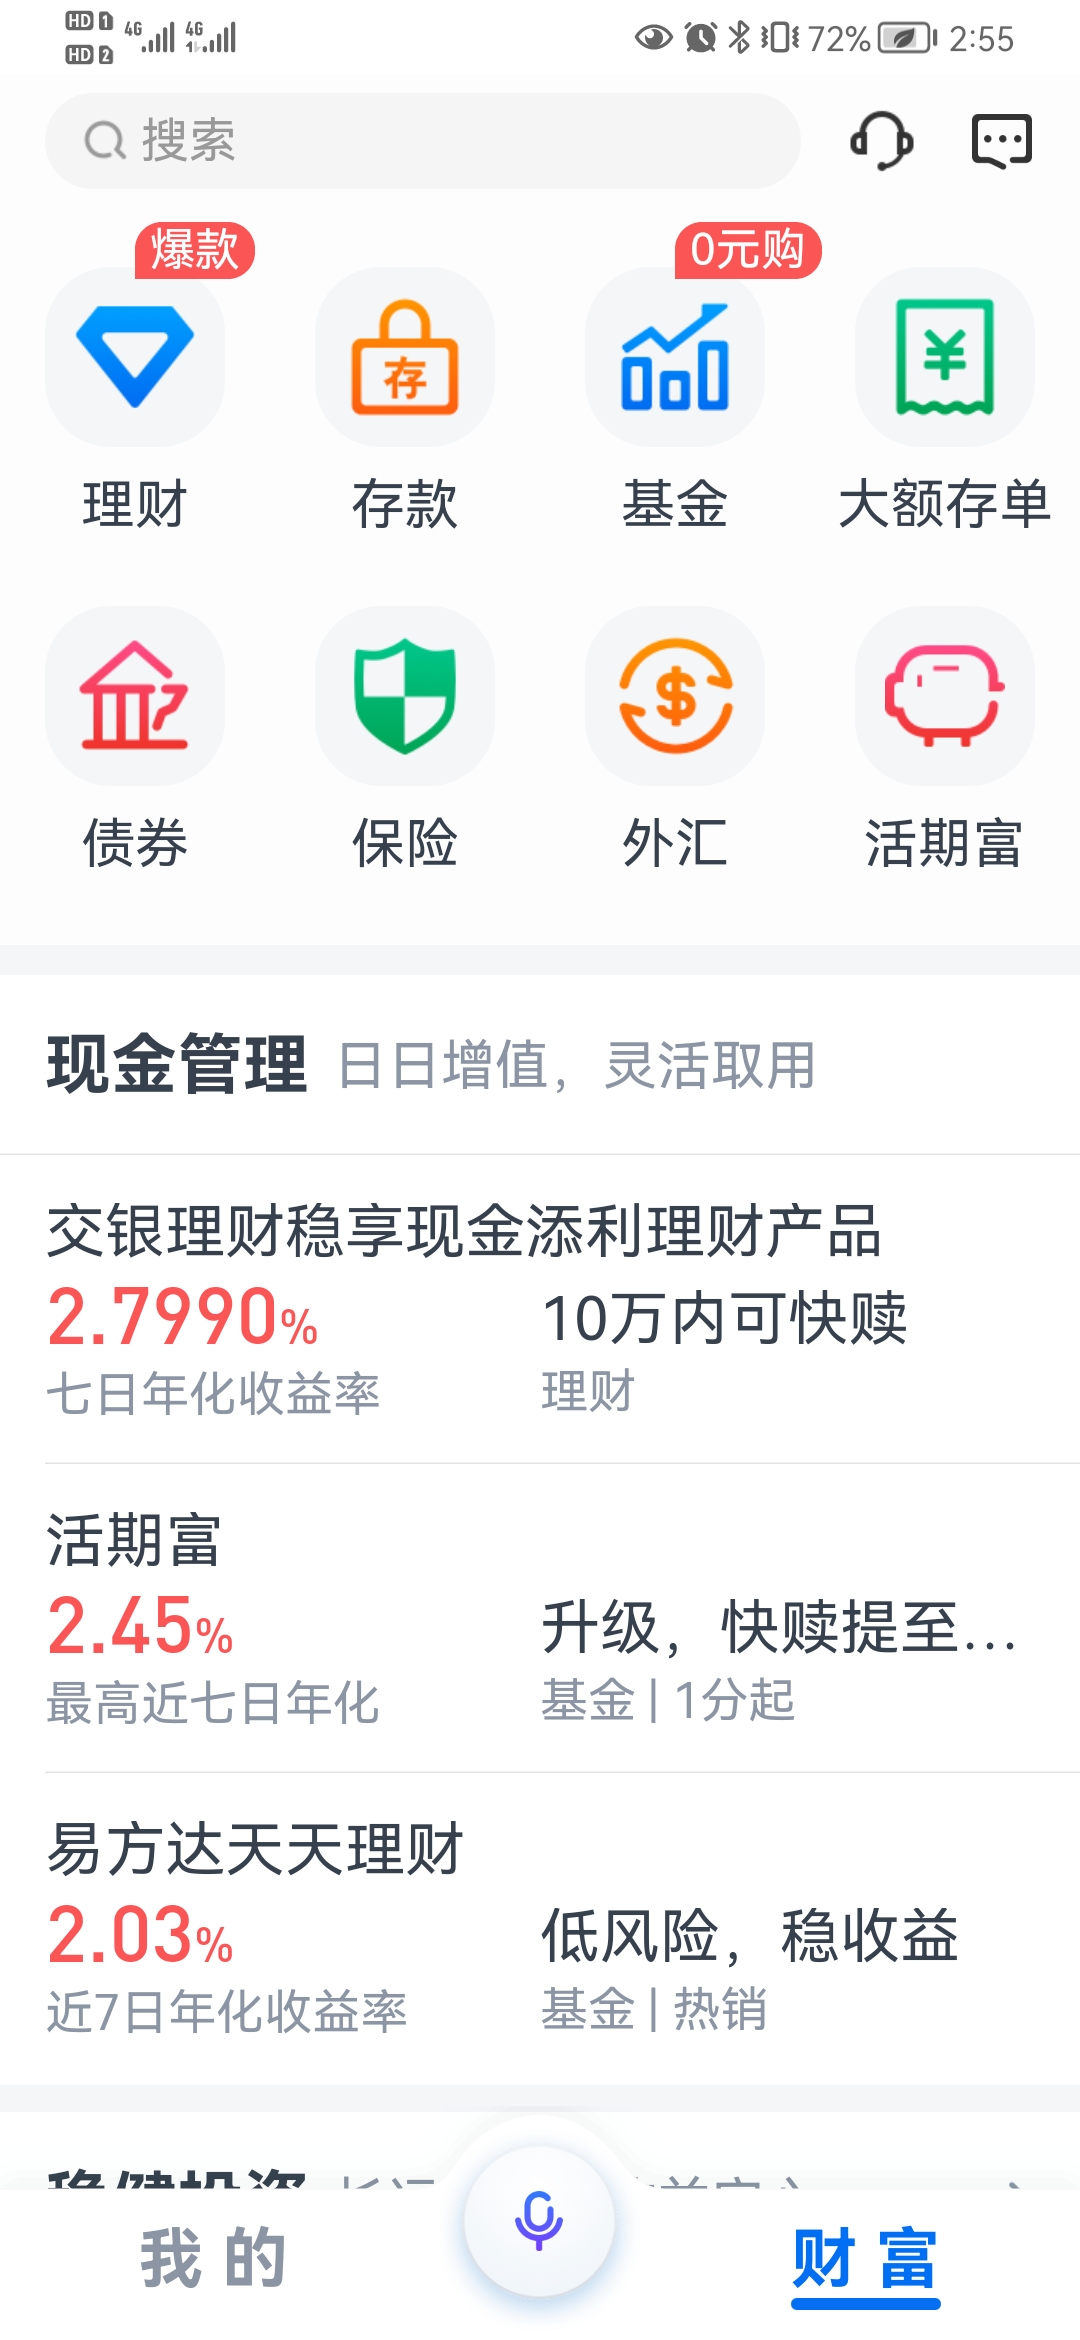 HD 1 4G 4G 72% 2:55
HD 2
搜索
爆款 0元购
存
理财 存款 基金 大额存单
债券 保险 外汇 活期富
现金管理 日日增值，灵活取用
交银理财稳享现金添利理财产品
2.7990% 10万内可快赎
七日年化收益率 理财
活期富
2.45% 升级，快赎提至...
最高近七日年化 基金 | 1分起
易方达天天理财
2.03% 低风险，稳收益
近7日年化收益率 基金 | 热销
稳健投资
我的 财富